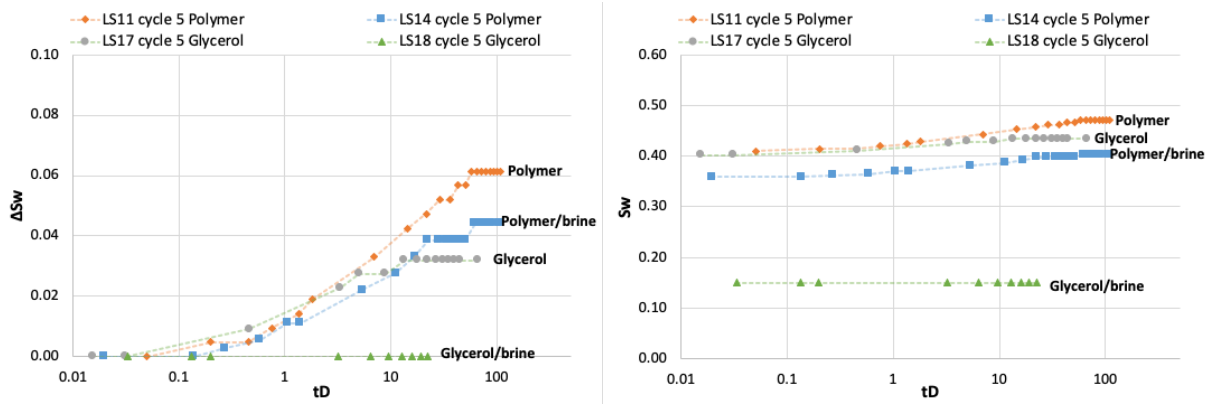 LS11 cycle 5 Polymer
LS14 cycle 5 Polymer
LS17 cycle 5 Glycerol
LS18 cycle 5 Glycerol
0.10
0.08
0.06
0.04
0.02
0.00
ΔSw
Polymer
Polymer/brine
Glycerol
Glycerol/brine
0.01
0.1
1
10
100
tD
LS11 cycle 5 Polymer
LS14 cycle 5 Polymer
LS17 cycle 5 Glycerol
LS18 cycle 5 Glycerol
0.60
0.50
0.40
0.30
0.20
0.10
0.00
Sw
Polymer
Glycerol
Polymer/brine
Glycerol/brine
0.01
0.1
1
10
100
tD